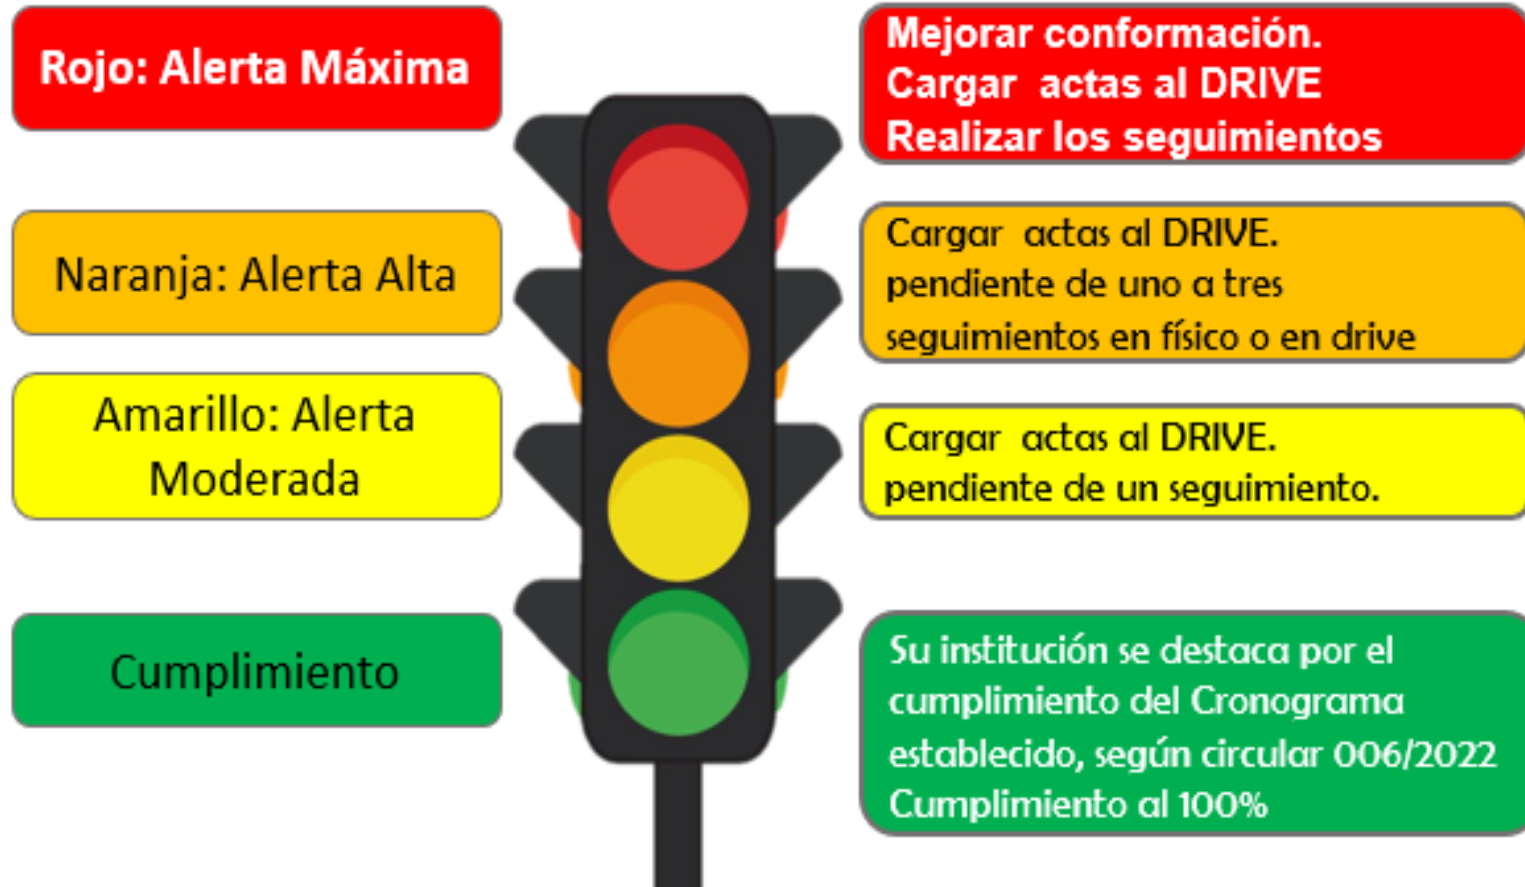 Rojo: Alerta Máxima
Mejorar conformación.
Cargar actas al DRIVE
Realizar los seguimientos
Naranja: Alerta Alta
Cargar actas al DRIVE.
pendiente de uno a tres
seguimientos en físico o en drive
Amarillo: Alerta
Moderada
Cargar actas al DRIVE.
pendiente de un seguimiento.
Cumplimiento
Su institución se destaca por el
cumplimiento del Cronograma
establecido, según circular 006/2022
Cumplimiento al 100%